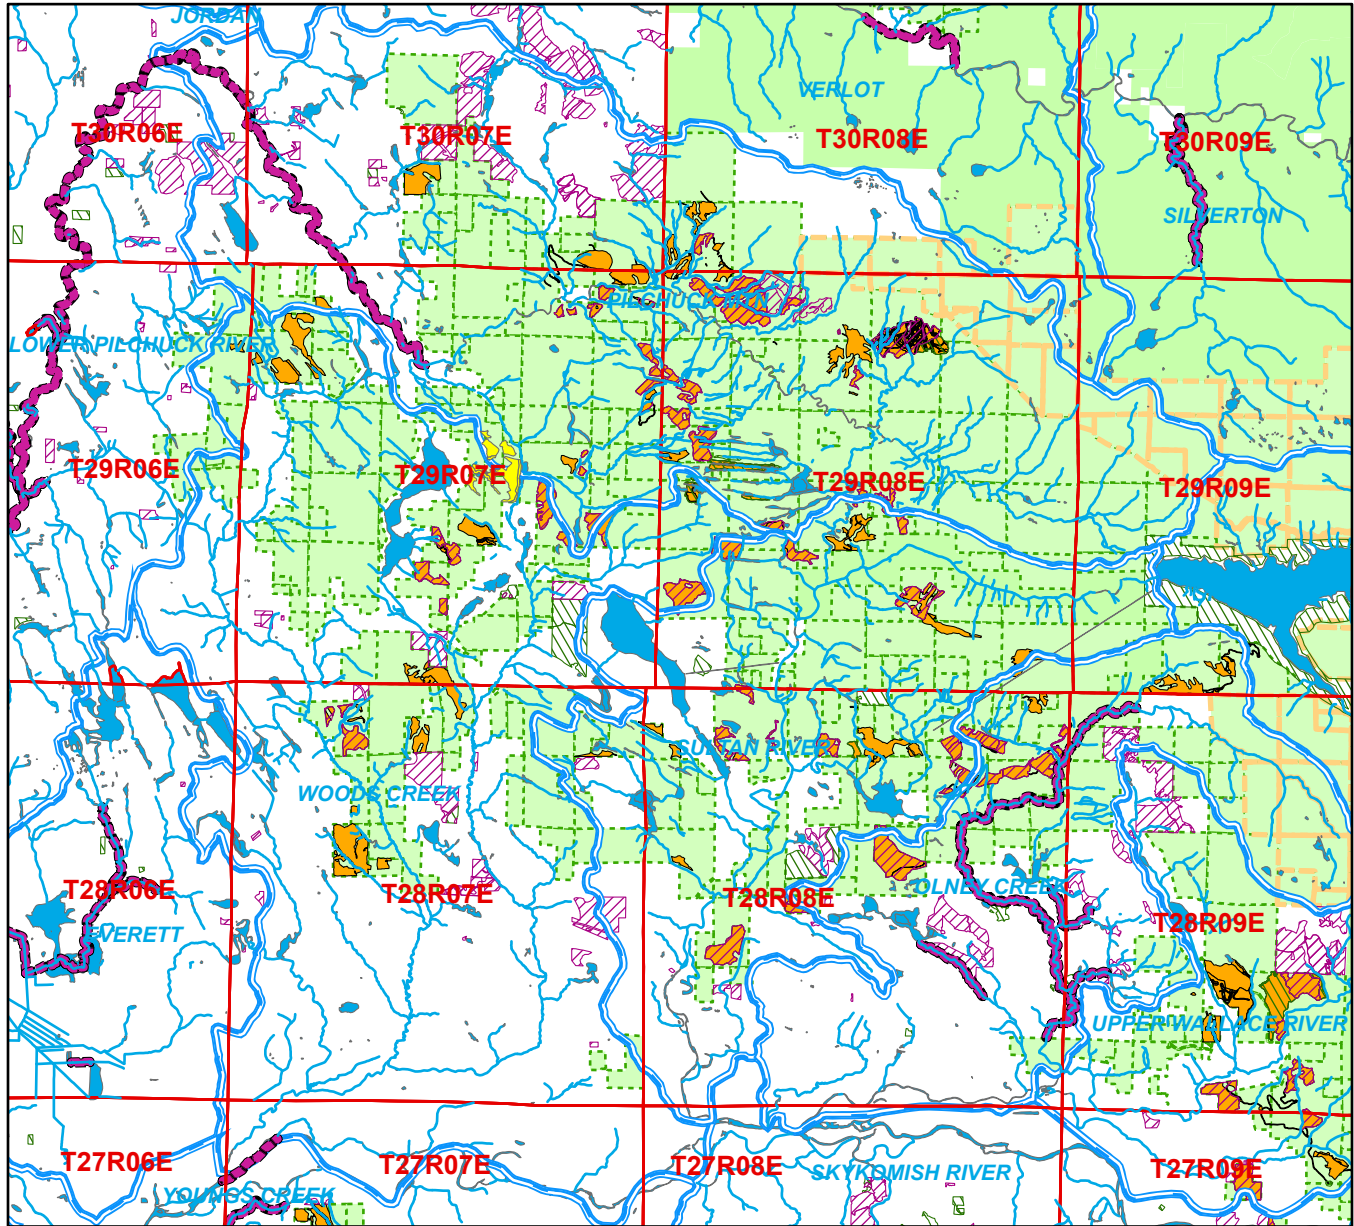 JORDAN
VERLOT
T30R06E
T30R07E
T30R08E
T30R09E
SILVERTON
PILCHUCK MTN
LOWER PILCHUCK RIVER
T29R06E
T29R07E
T29R08E
T29R09E
SULTAN RIVER
WOODS CREEK
T28R06E
T28R07E
T28R08E
OLNEY CREEK
T28R09E
EVERETT
UPPER WALLACE RIVER
T27R06E
T27R07E
T27R08E
SKYKOMISH RIVER
T27R09E
YOUNGS CREEK